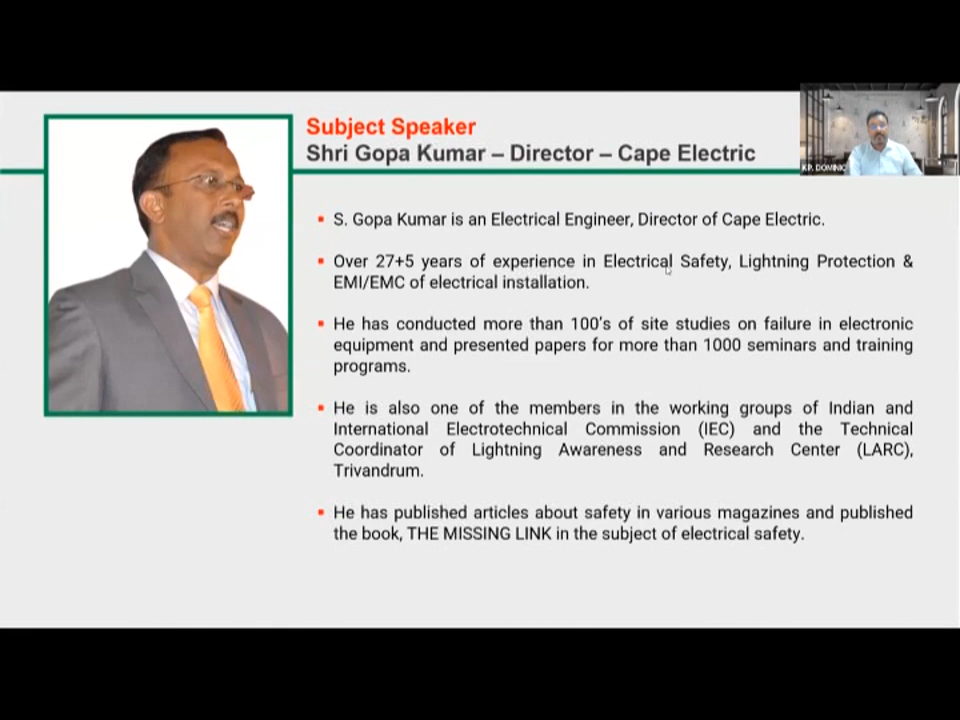 Subject Speaker
Shri Gopa Kumar – Director – Cape Electric
K.P. DOMINIC
▪ S. Gopa Kumar is an Electrical Engineer, Director of Cape Electric.
▪ Over 27+5 years of experience in Electrical Safety, Lightning Protection &
EMI/EMC of electrical installation.
▪ He has conducted more than 100's of site studies on failure in electronic
equipment and presented papers for more than 1000 seminars and training
programs.
▪ He is also one of the members in the working groups of Indian and
International Electrotechnical Commission (IEC) and the Technical
Coordinator of Lightning Awareness and Research Center (LARC),
Trivandrum.
▪ He has published articles about safety in various magazines and published
the book, THE MISSING LINK in the subject of electrical safety.